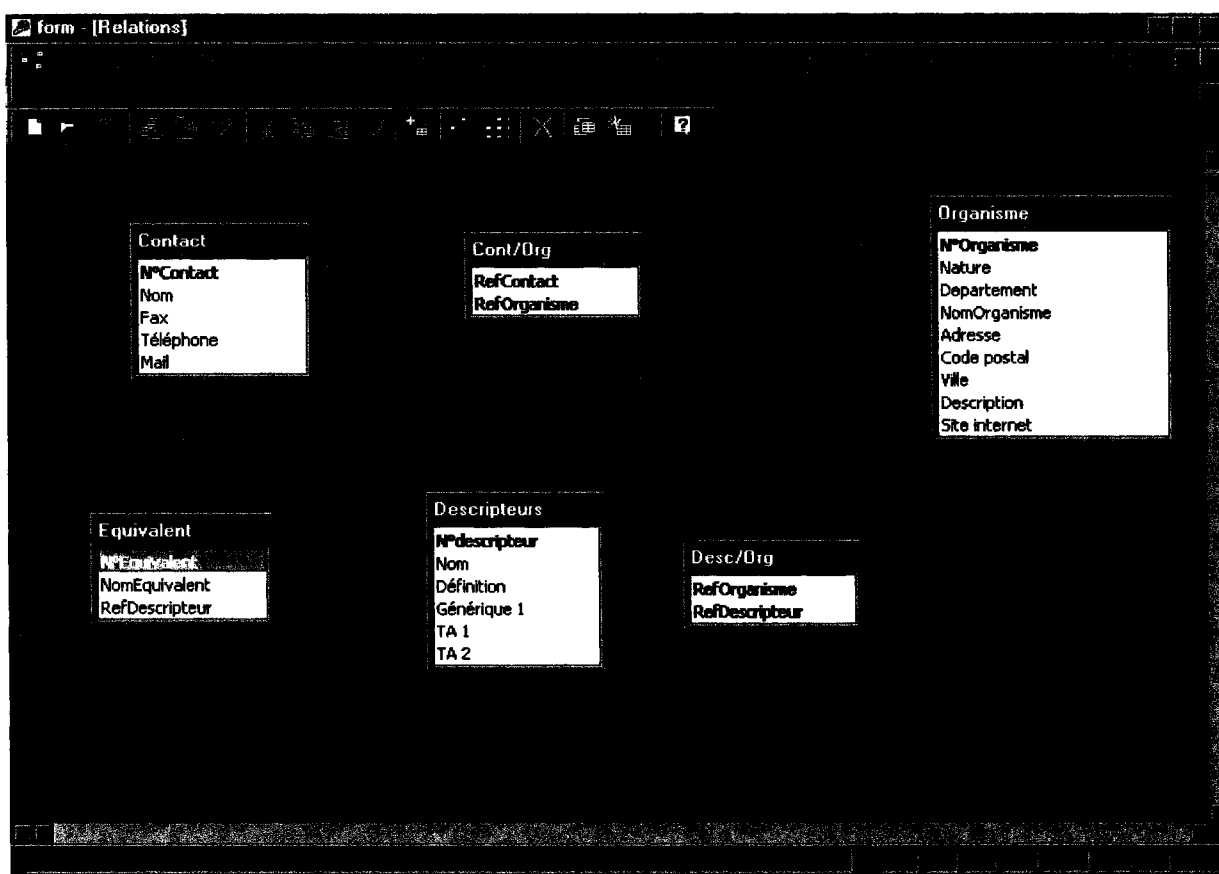 form - [Relations]
Contact
N°Contact
Nom
Fax
Téléphone
Mail
Cont/Org
RefContact
RefOrganisme
Organisme
N°Organisme
Nature
Departement
NomOrganisme
Adresse
Code postal
Ville
Description
Site internet
Equivalent
N°Equivalent
NomEquivalent
RefDescripteur
Descripteurs
N°descripteur
Nom
Définition
Générique 1
TA 1
TA 2
Desc/Org
RefOrganisme
RefDescripteur